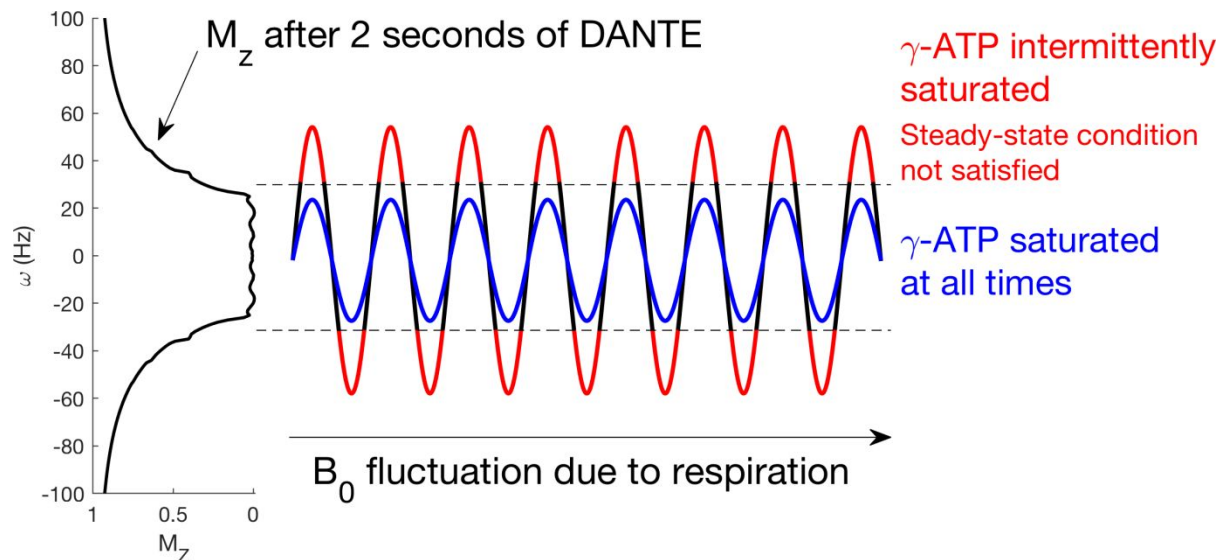 100
80
60
40
20
0
-20
-40
-60
-80
-100
ω (Hz)
1 0.5 0
M_Z
M_z after 2 seconds of DANTE
γ-ATP intermittently
saturated
Steady-state condition
not satisfied
γ-ATP saturated
at all times
B_0 fluctuation due to respiration